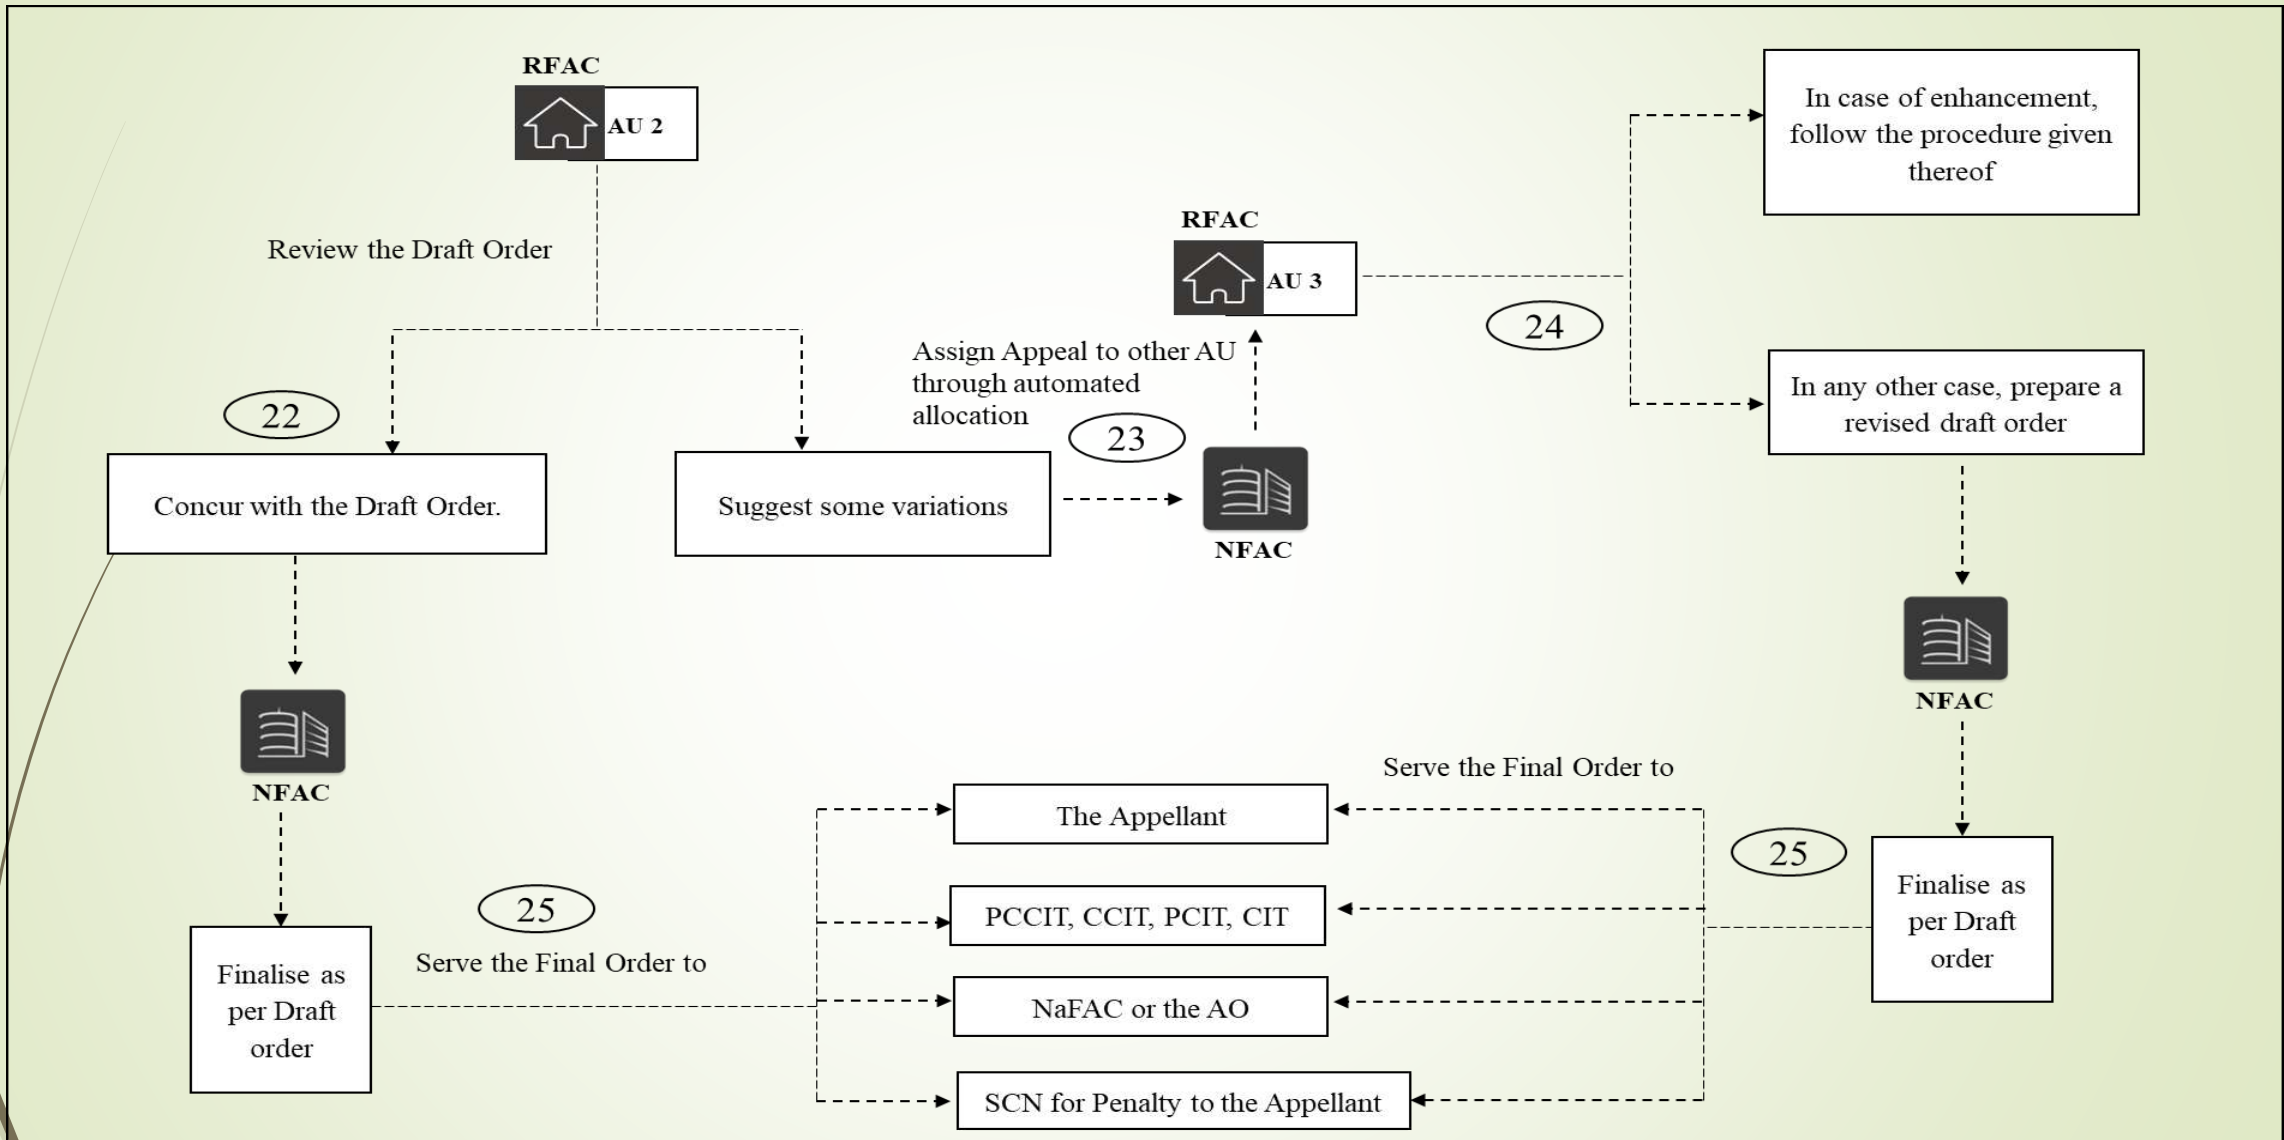 RFAC
AU 2
Review the Draft Order
22
Concur with the Draft Order.
NFAC
Finalise as
per Draft
order
25
Serve the Final Order to
Suggest some variations
Assign Appeal to other AU
through automated
allocation
23
NFAC
RFAC
AU 3
24
In case of enhancement,
follow the procedure given
thereof
In any other case, prepare a
revised draft order
NFAC
Finalise as
per Draft
order
25
Serve the Final Order to
The Appellant
PCCIT, CCIT, PCIT, CIT
NaFAC or the AO
SCN for Penalty to the Appellant